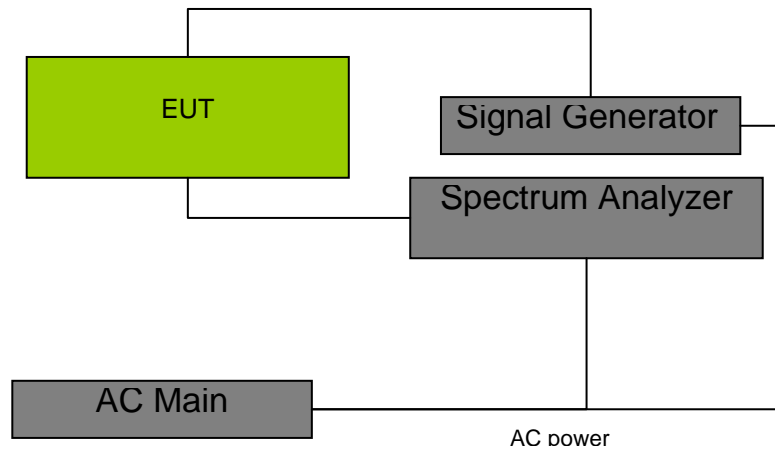 EUT
Signal Generator
Spectrum Analyzer
AC Main
AC power